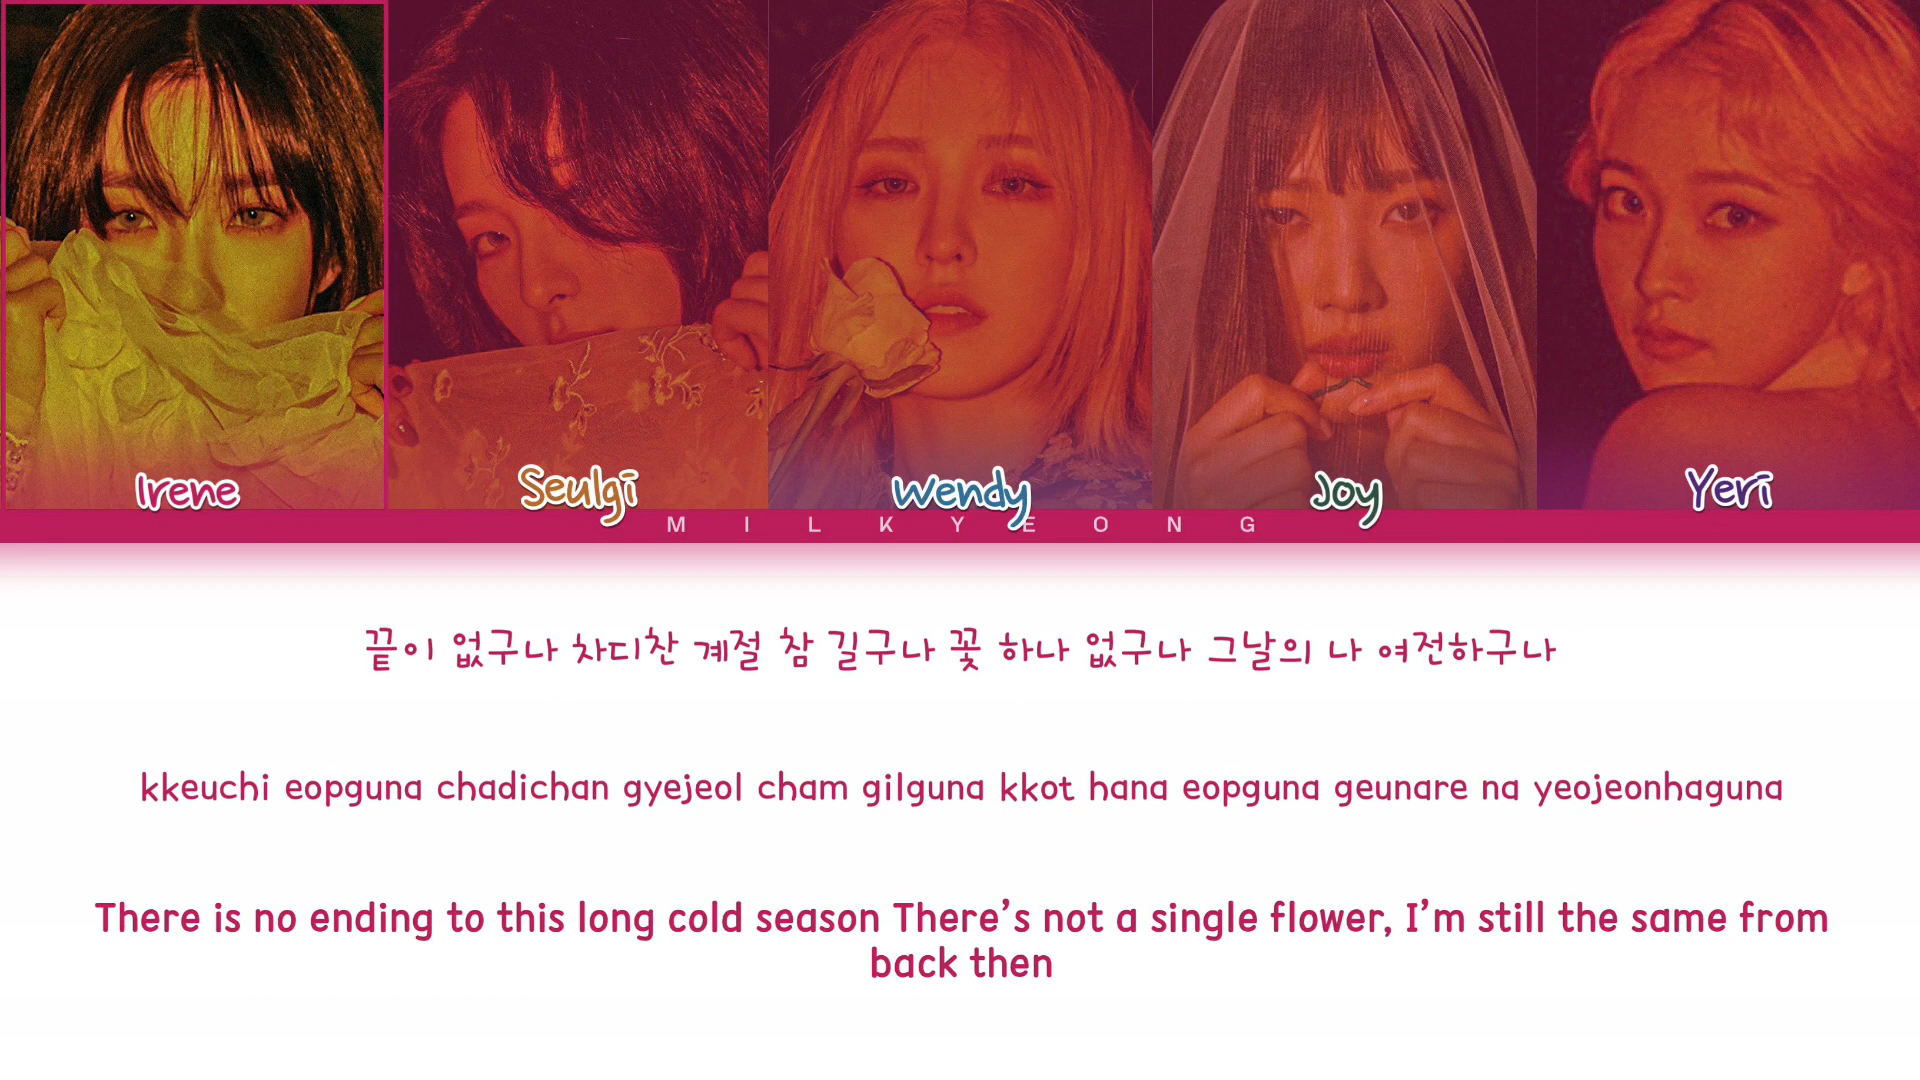 Irene
Seulgi
Wendy
Joy
Yeri
MILKYEONG
끝이 없구나 차디찬 계절 참 길구나 꽃 하나 없구나 그날의 나 여전하구나
kkeuchi eopguna chadichan gyejeol cham gilguna kkot hana eopguna geunare na yeojeonhaguna
There is no ending to this long cold season There's not a single flower, I'm still the same from
back then